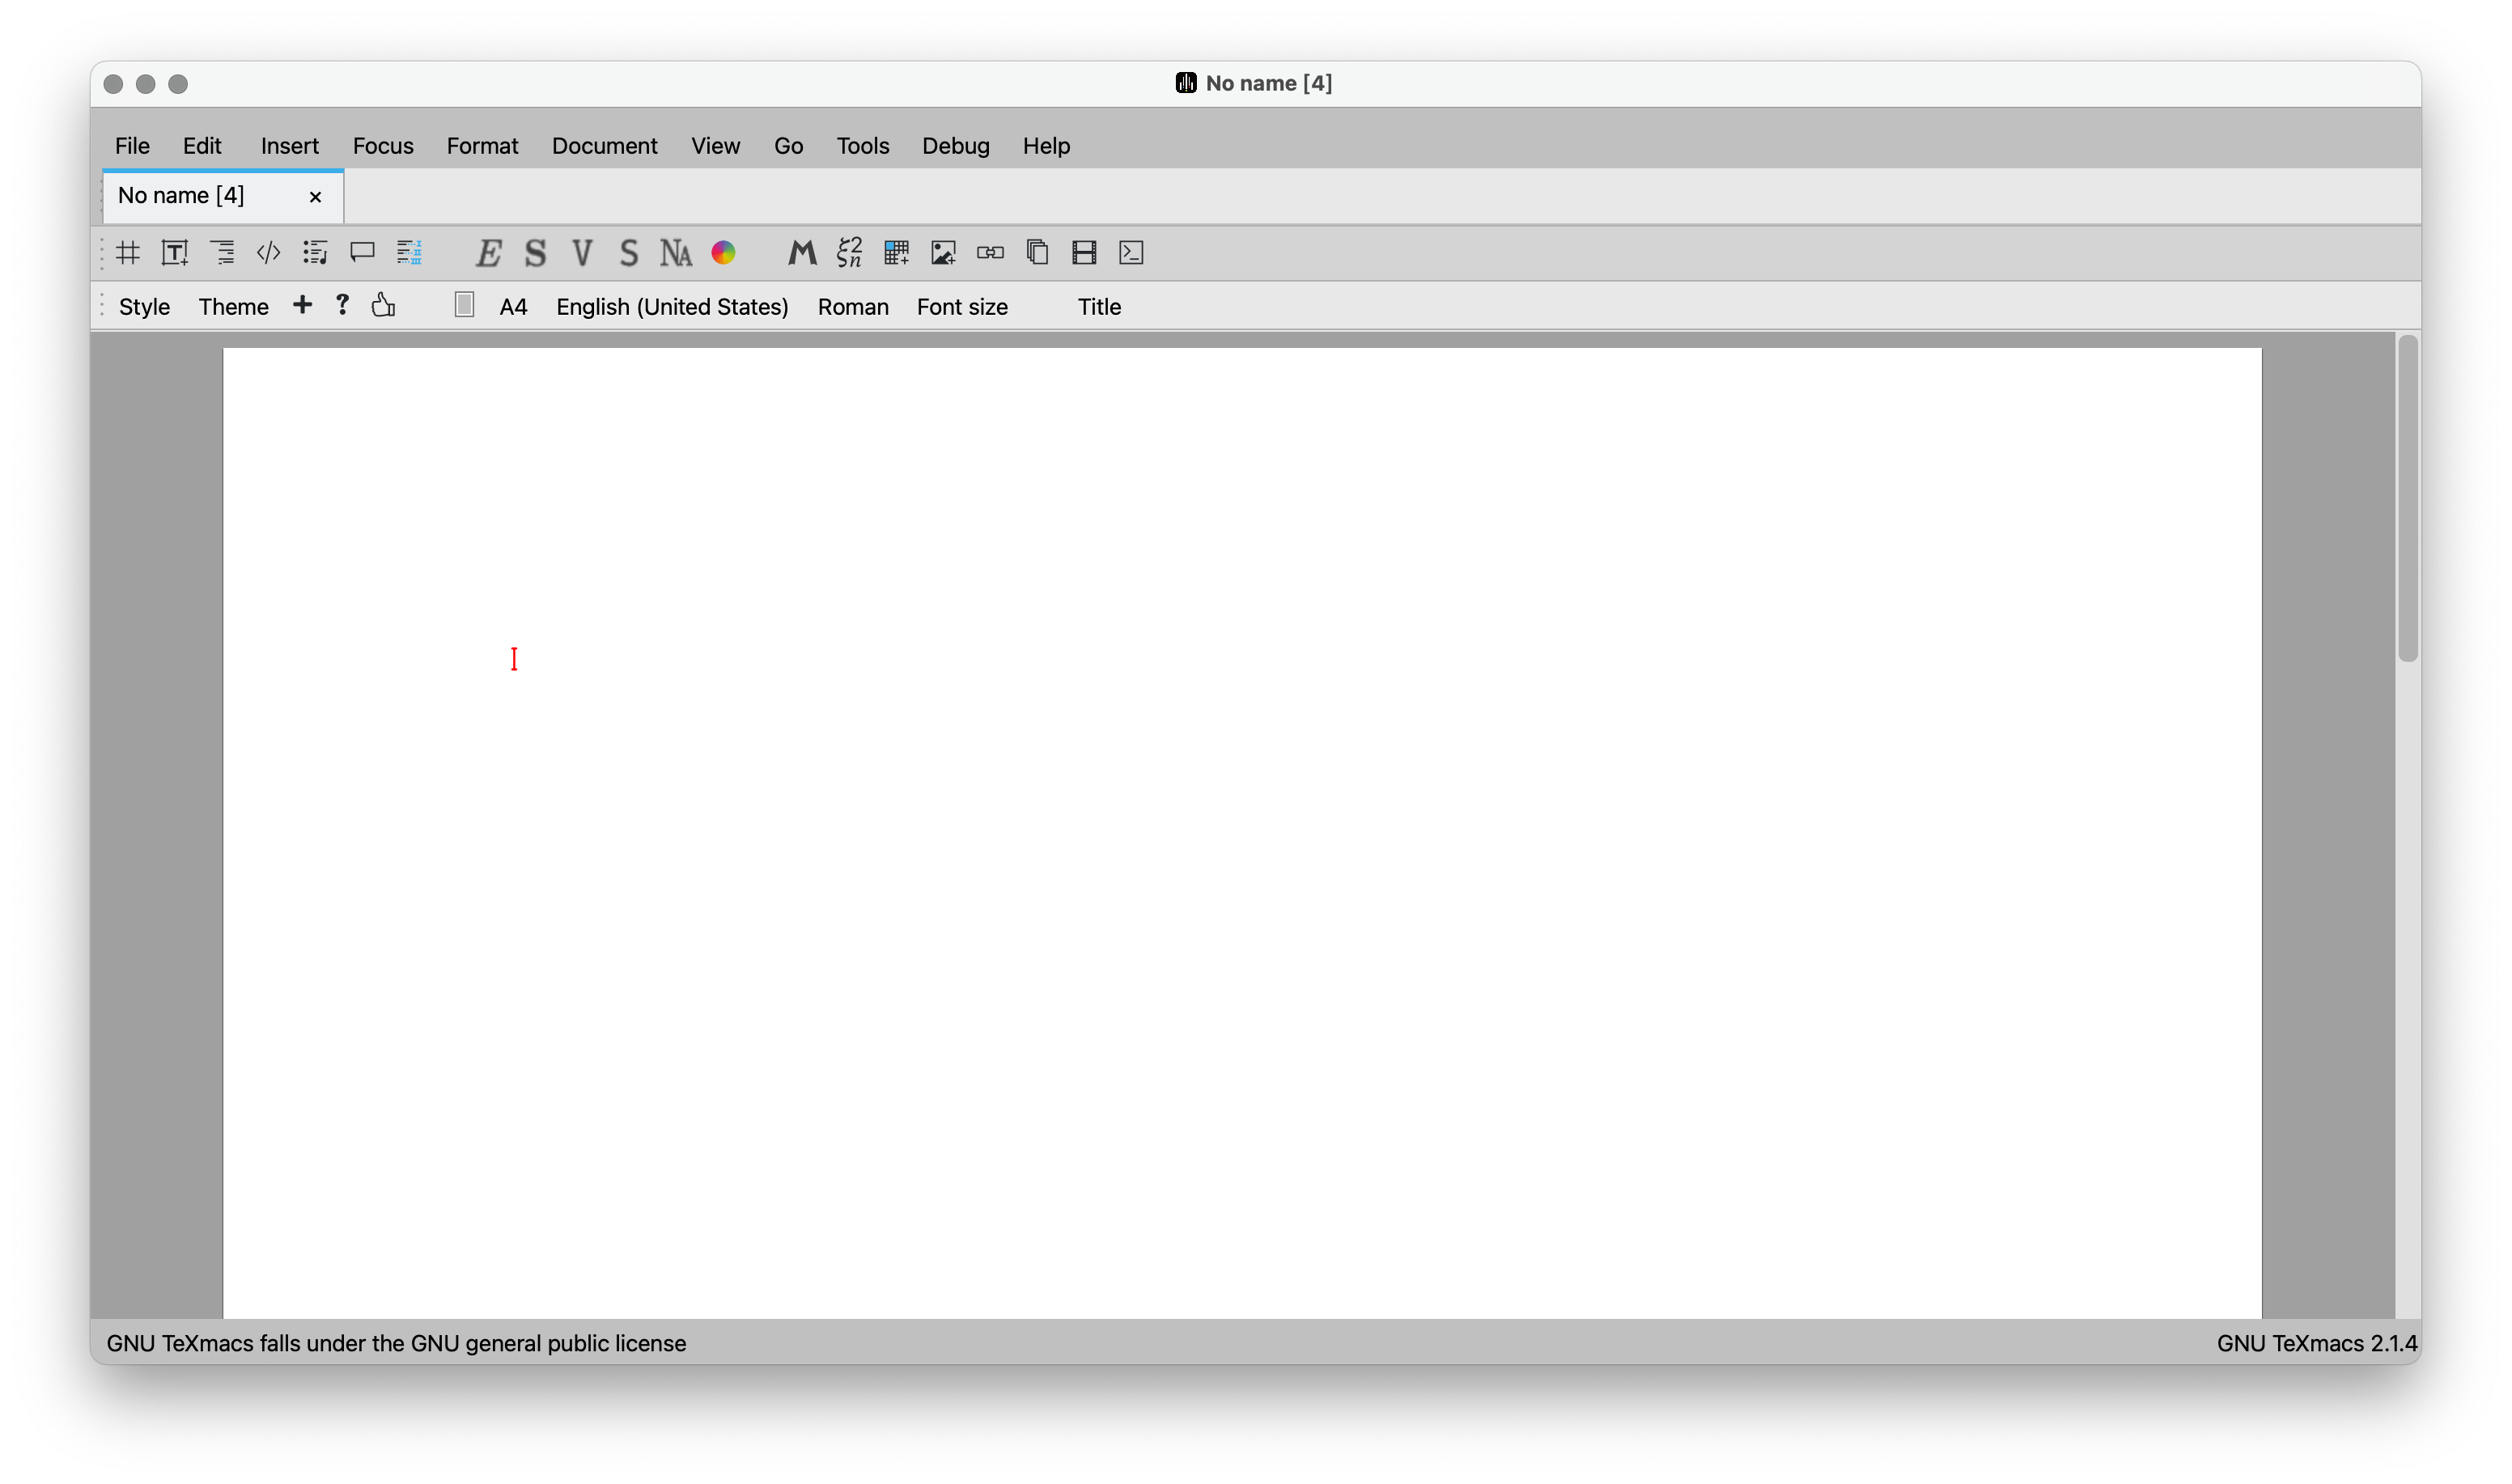 No name [4]
File Edit Insert Focus Format Document View Go Tools Debug Help
No name [4] ×
E S V S NA M ξ2n
Style Theme + ? A4 English (United States) Roman Font size Title
GNU TeXmacs falls under the GNU general public license GNU TeXmacs 2.1.4